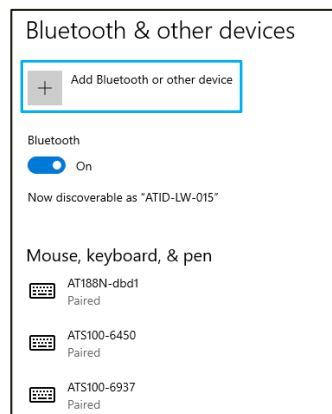 Bluetooth & other devices
Add Bluetooth or other device
Bluetooth
On
Now discoverable as “ATID-LW-015”
Mouse, keyboard, & pen
AT188N-dbd1
Paired
ATS100-6450
Paired
ATS100-6937
Paired